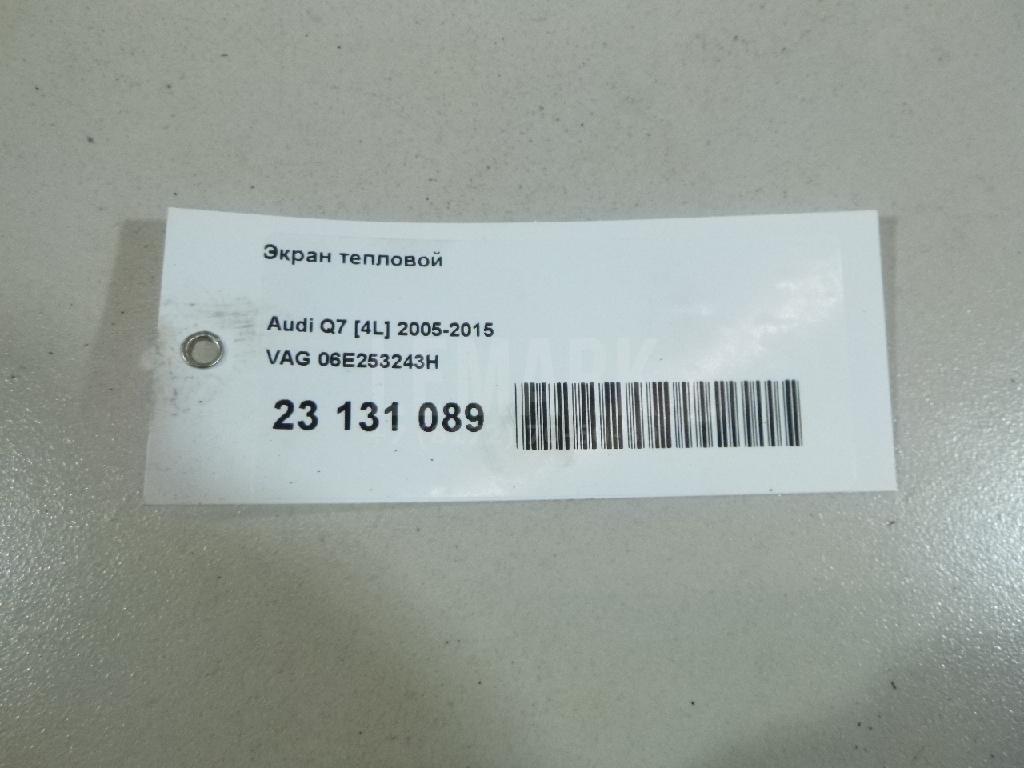 Экран тепловой
Audi Q7 [4L] 2005-2015
VAG 06E253243H
23 131 089